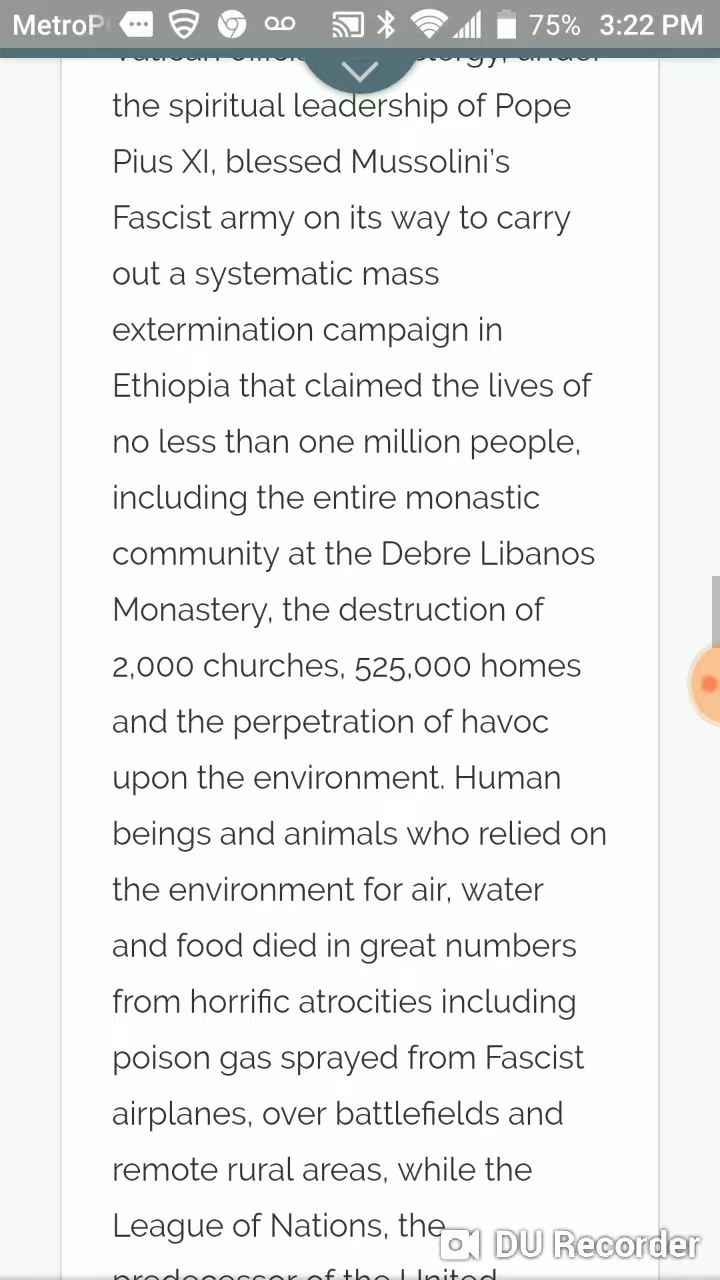 MetroP 75% 3:22 PM
the spiritual leadership of Pope
Pius XI, blessed Mussolini’s
Fascist army on its way to carry
out a systematic mass
extermination campaign in
Ethiopia that claimed the lives of
no less than one million people,
including the entire monastic
community at the Debre Libanos
Monastery, the destruction of
2,000 churches, 525,000 homes
and the perpetration of havoc
upon the environment. Human
beings and animals who relied on
the environment for air, water
and food died in great numbers
from horrific atrocities including
poison gas sprayed from Fascist
airplanes, over battlefields and
remote rural areas, while the
League of Nations, the
DU Recorder
predecessor of the United